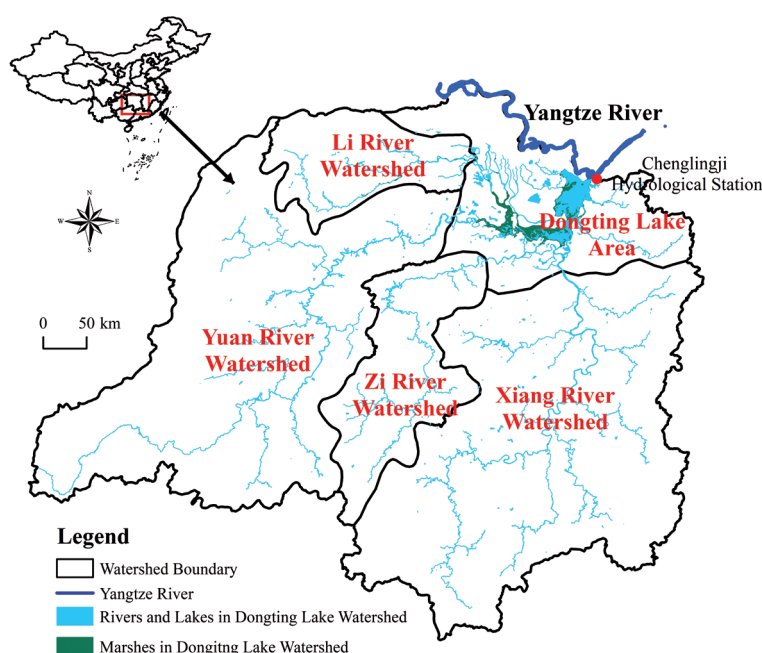 Yangtze River
Li River
Watershed
Chenglingji
Hydrological Station
N
W E
S
Dongting Lake
Area
0 50 km
Yuan River
Watershed
Zi River
Watershed
Xiang River
Watershed
Legend
Watershed Boundary
Yangtze River
Rivers and Lakes in Dongting Lake Watershed
Marshes in Dongitng Lake Watershed